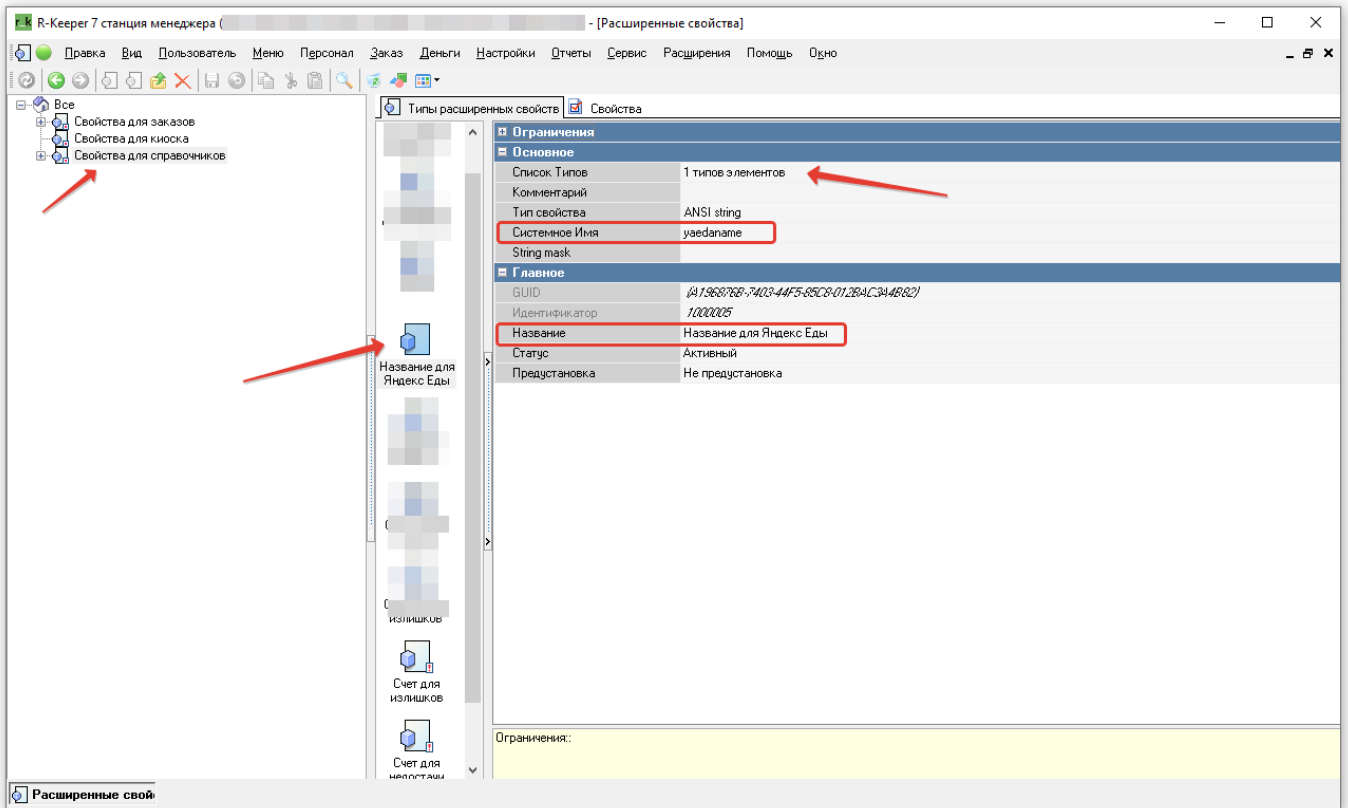 R-Keeper 7 станция менеджера ( - [Расширенные свойства]
Правка Вид Пользователь Меню Персонал Заказ Деньги Настройки Отчеты Сервис Расширения Помощь Окно
Все
Свойства для заказов
Свойства для киоска
Свойства для справочников
Типы расширенных свойств Свойства
Название для
Яндекс Еды
излишков
Счет для
излишков
Счет для
недостачи
Ограничения
Основное
Список Типов 1 типов элементов
Комментарий
Тип свойства ANSI string
Системное Имя yaedaname
String mask
Главное
GUID {A196876B-7403-44F5-85C8-012BAC3A4B82}
Идентификатор 1000005
Название Название для Яндекс Еды
Статус Активный
Предустановка Не предустановка
Ограничения::
Расширенные свой